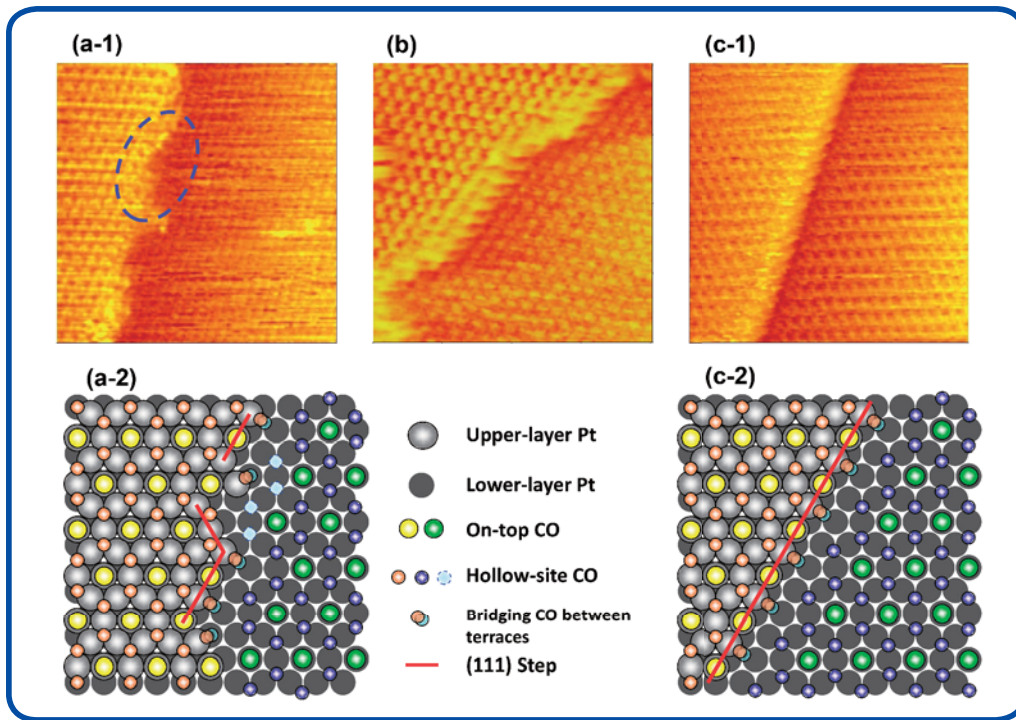 (a-1)
(b)
(c-1)
(a-2)
(c-2)
Upper-layer Pt
Lower-layer Pt
On-top CO
Hollow-site CO
Bridging CO between
terraces
(111) Step